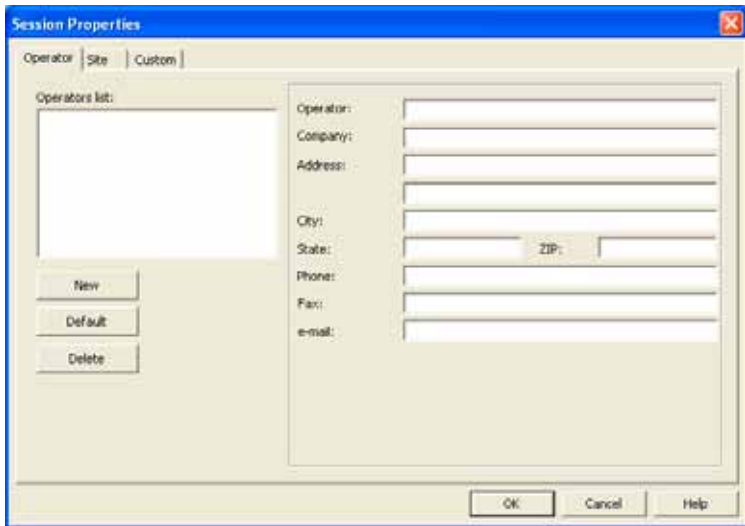 Session Properties
Operator Site Custom
Operators list:
New
Default
Delete
Operator:
Company:
Address:
City:
State: ZIP:
Phone:
Fax:
e-mail:
OK Cancel Help